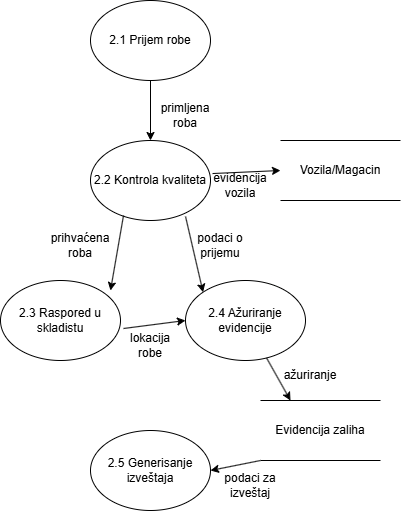 2.1 Prijem robe
primljena
roba
2.2 Kontrola kvaliteta
evidencija
vozila
Vozila/Magacin
prihvaćena
roba
podaci o
prijemu
2.3 Raspored u
skladistu
lokacija
robe
2.4 Ažuriranje
evidencije
ažuriranje
Evidencija zaliha
2.5 Generisanje
izveštaja
podaci za
izveštaj